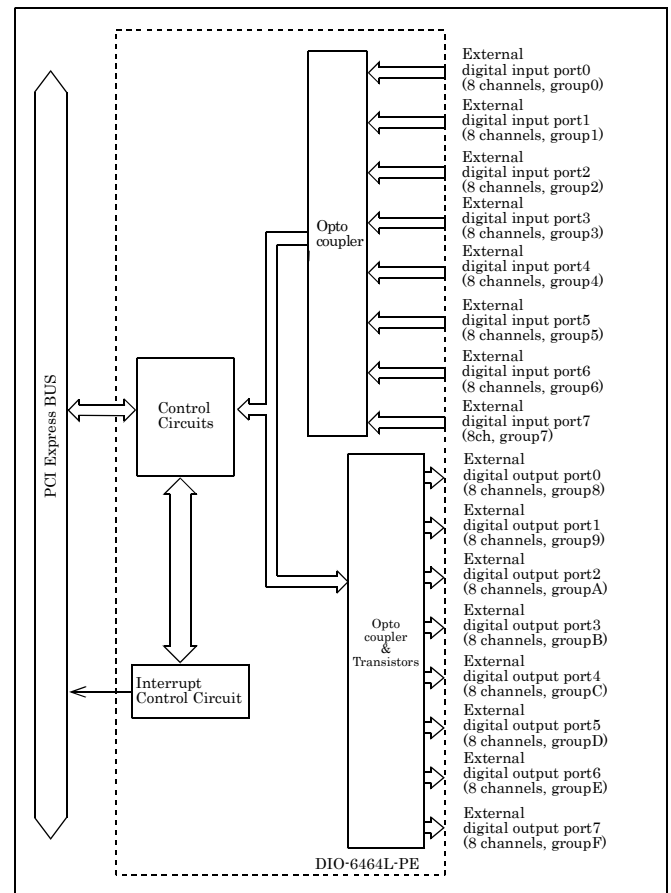 External
digital input port0
(8 channels, group0)
External
digital input port1
(8 channels, group1)
External
digital input port2
(8 channels, group2)
External
digital input port3
(8 channels, group3)
External
digital input port4
(8 channels, group4)
External
digital input port5
(8 channels, group5)
External
digital input port6
(8 channels, group6)
External
digital input port7
(8ch, group7)
Opto
coupler
PCI Express BUS
Control
Circuits
Interrupt
Control Circuit
Opto
coupler
&
Transistors
External
digital output port0
(8 channels, group8)
External
digital output port1
(8 channels, group9)
External
digital output port2
(8 channels, groupA)
External
digital output port3
(8 channels, groupB)
External
digital output port4
(8 channels, groupC)
External
digital output port5
(8 channels, groupD)
External
digital output port6
(8 channels, groupE)
External
digital output port7
(8 channels, groupF)
DIO-6464L-PE